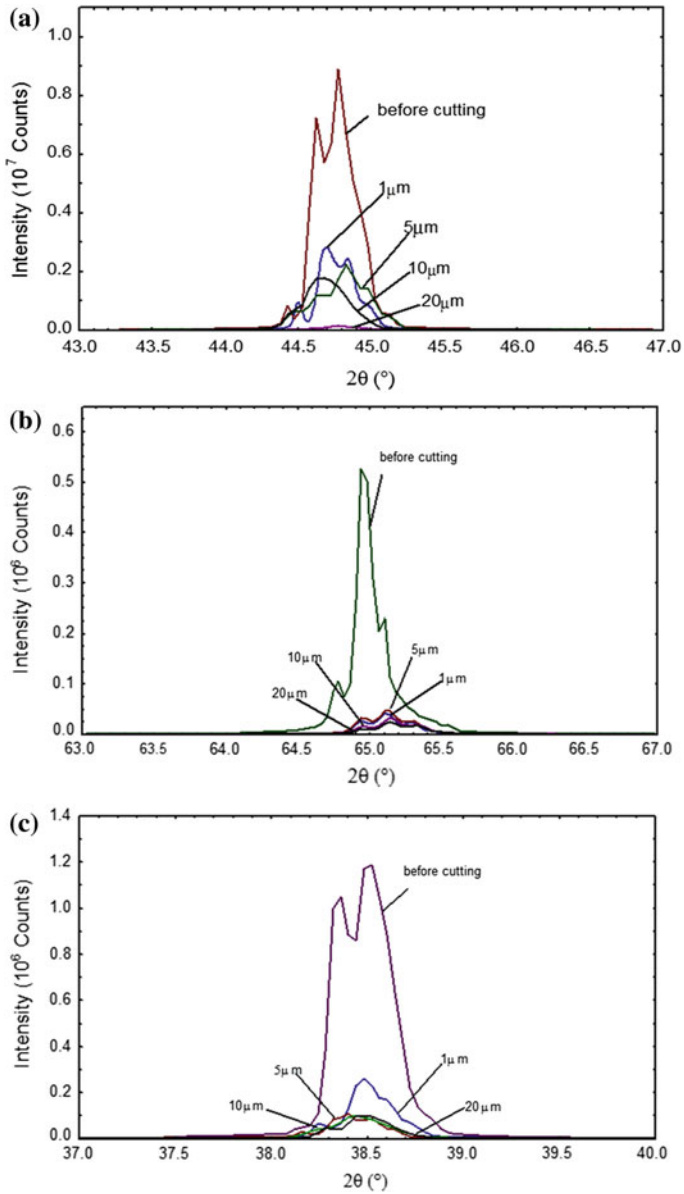 (a)
Intensity (10⁷ Counts)
1.0
0.8
0.6
0.4
0.2
0.0
before cutting
1μm
5μm
10μm
20μm
43.0 43.5 44.0 44.5 45.0 45.5 46.0 46.5 47.0
2θ (°)
(b)
Intensity (10⁶ Counts)
0.6
0.5
0.4
0.3
0.2
0.1
0.0
before cutting
10μm
5μm
20μm
1μm
63.0 63.5 64.0 64.5 65.0 65.5 66.0 66.5 67.0
2θ (°)
(c)
Intensity (10⁶ Counts)
1.4
1.2
1.0
0.8
0.6
0.4
0.2
0.0
before cutting
5μm
1μm
10μm
20μm
37.0 37.5 38.0 38.5 39.0 39.5 40.0
2θ (°)